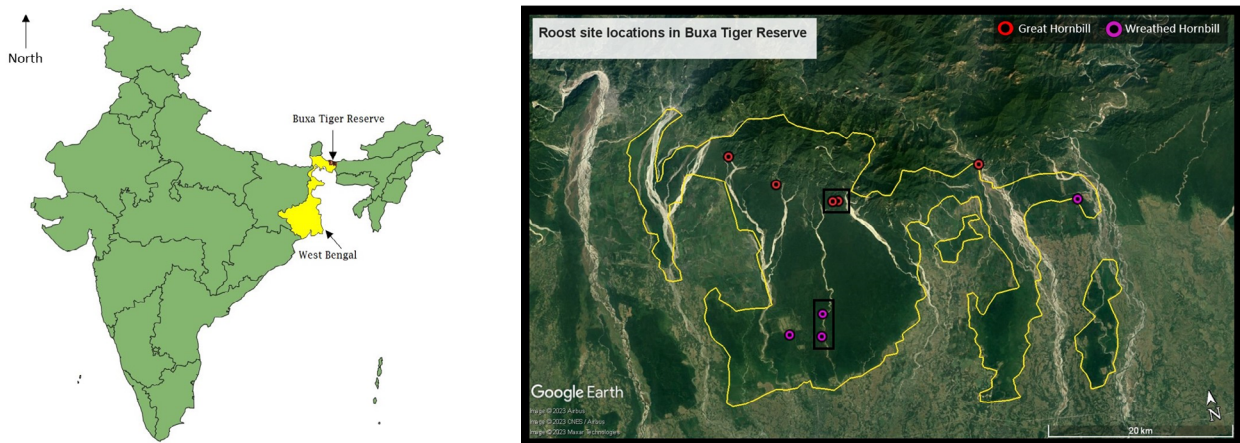 North
Buxa Tiger Reserve
West Bengal
Roost site locations in Buxa Tiger Reserve
Great Hornbill
Wreathed Hornbill
Google Earth
Image © 2023 Airbus
Image © 2023 CNES / Airbus
Image © 2023 Maxar Technologies
N
20 km